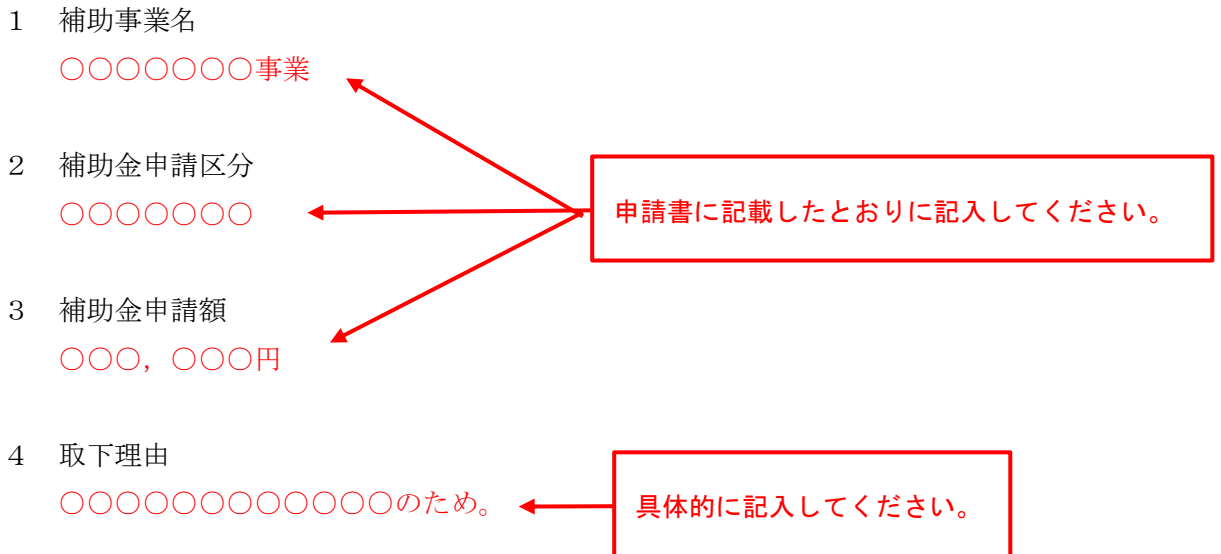 １　補助事業名
○○○○○○○事業
２　補助金申請区分
○○○○○○○
申請書に記載したとおりに記入してください。
３　補助金申請額
○○○，○○○円
４　取下理由
○○○○○○○○○○○○のため。
具体的に記入してください。